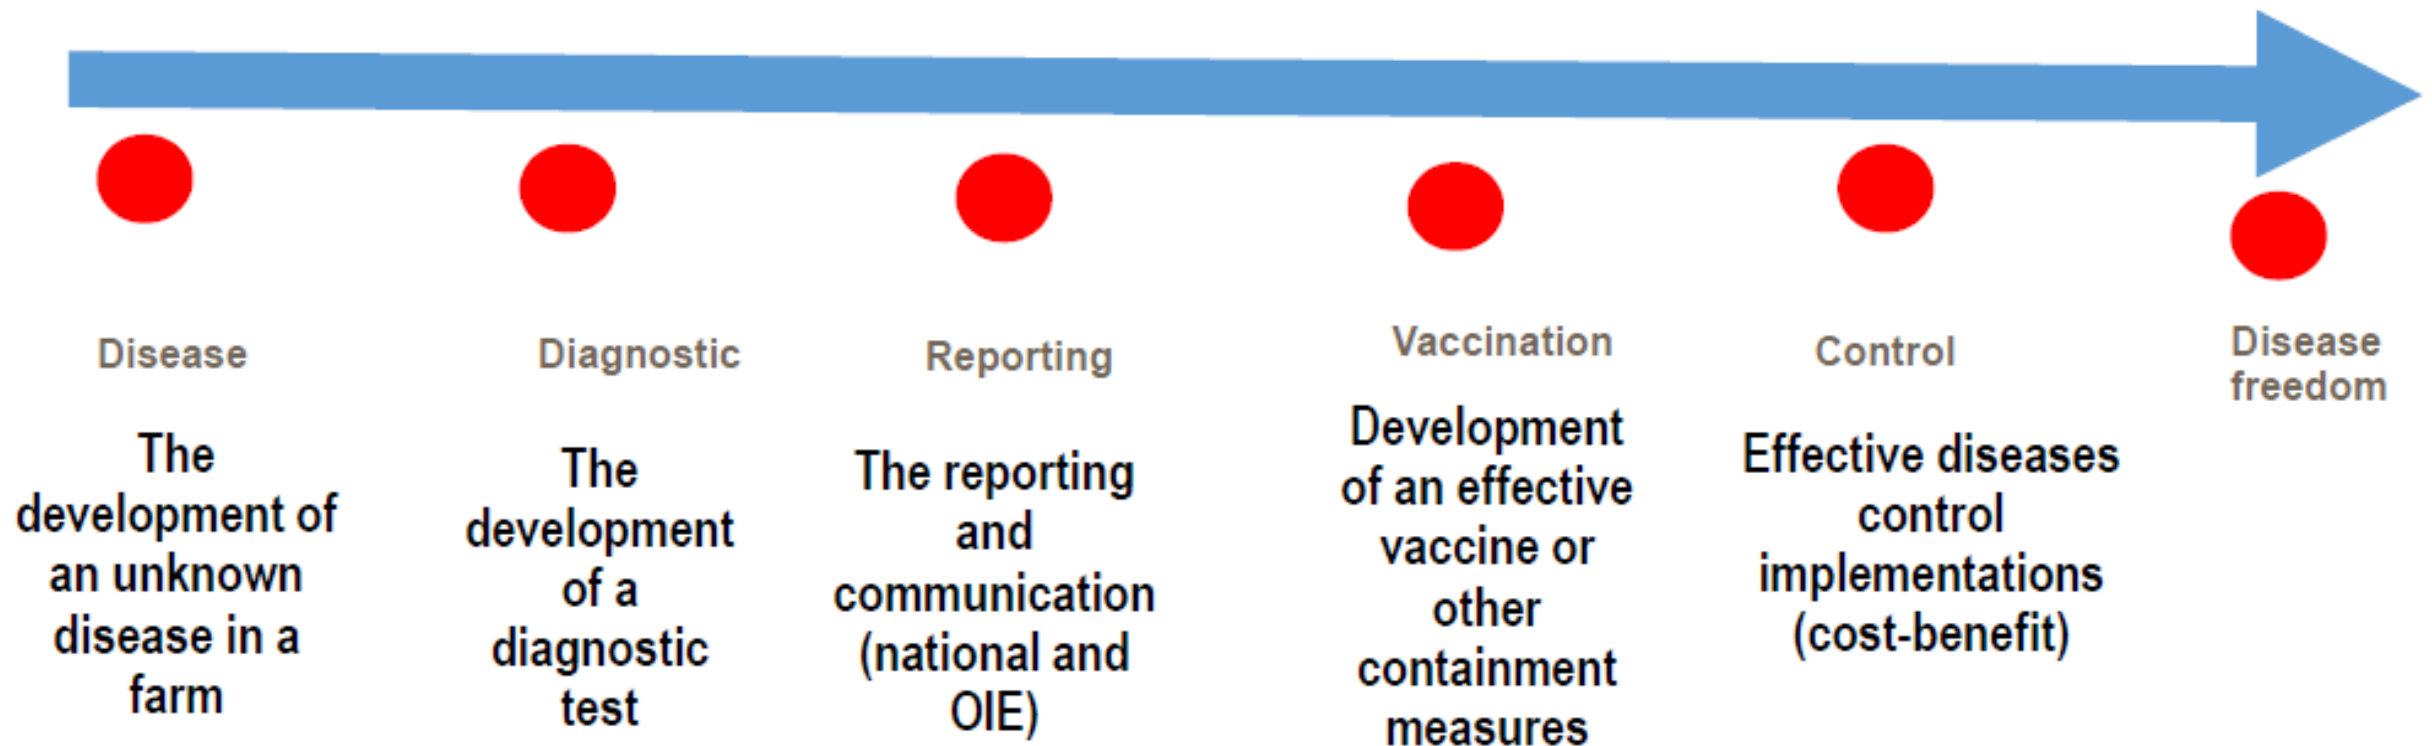 Disease
The
development of
an unknown
disease in a
farm
Diagnostic
The
development
of a
diagnostic
test
Reporting
The reporting
and
communication
(national and
OIE)
Vaccination
Development
of an effective
vaccine or
other
containment
measures
Control
Effective diseases
control
implementations
(cost-benefit)
Disease
freedom